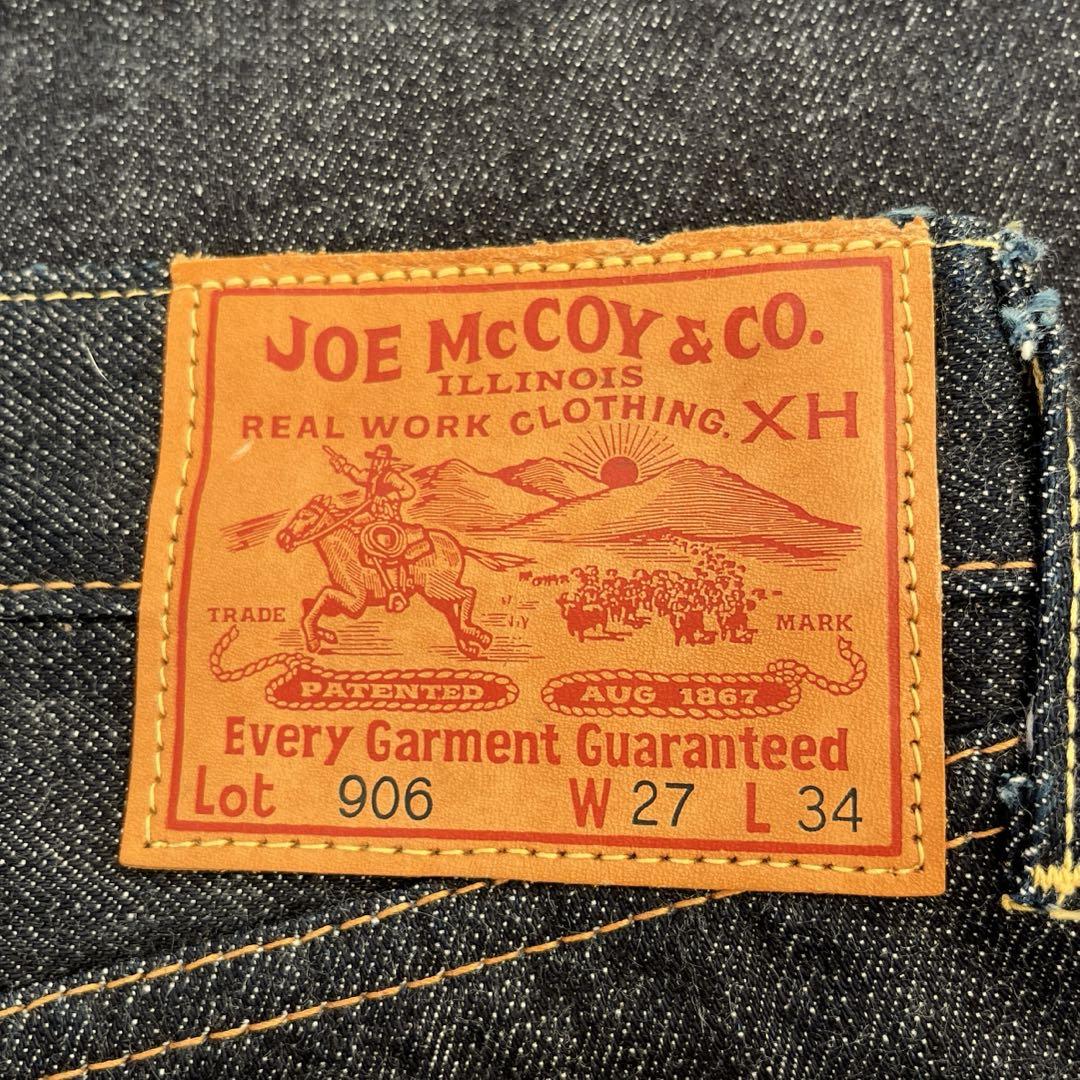 JOE McCOY & CO.
ILLINOIS
REAL WORK CLOTHING. XH
TRADE MARK
PATENTED AUG 1867
Every Garment Guaranteed
Lot 906 W 27 L 34